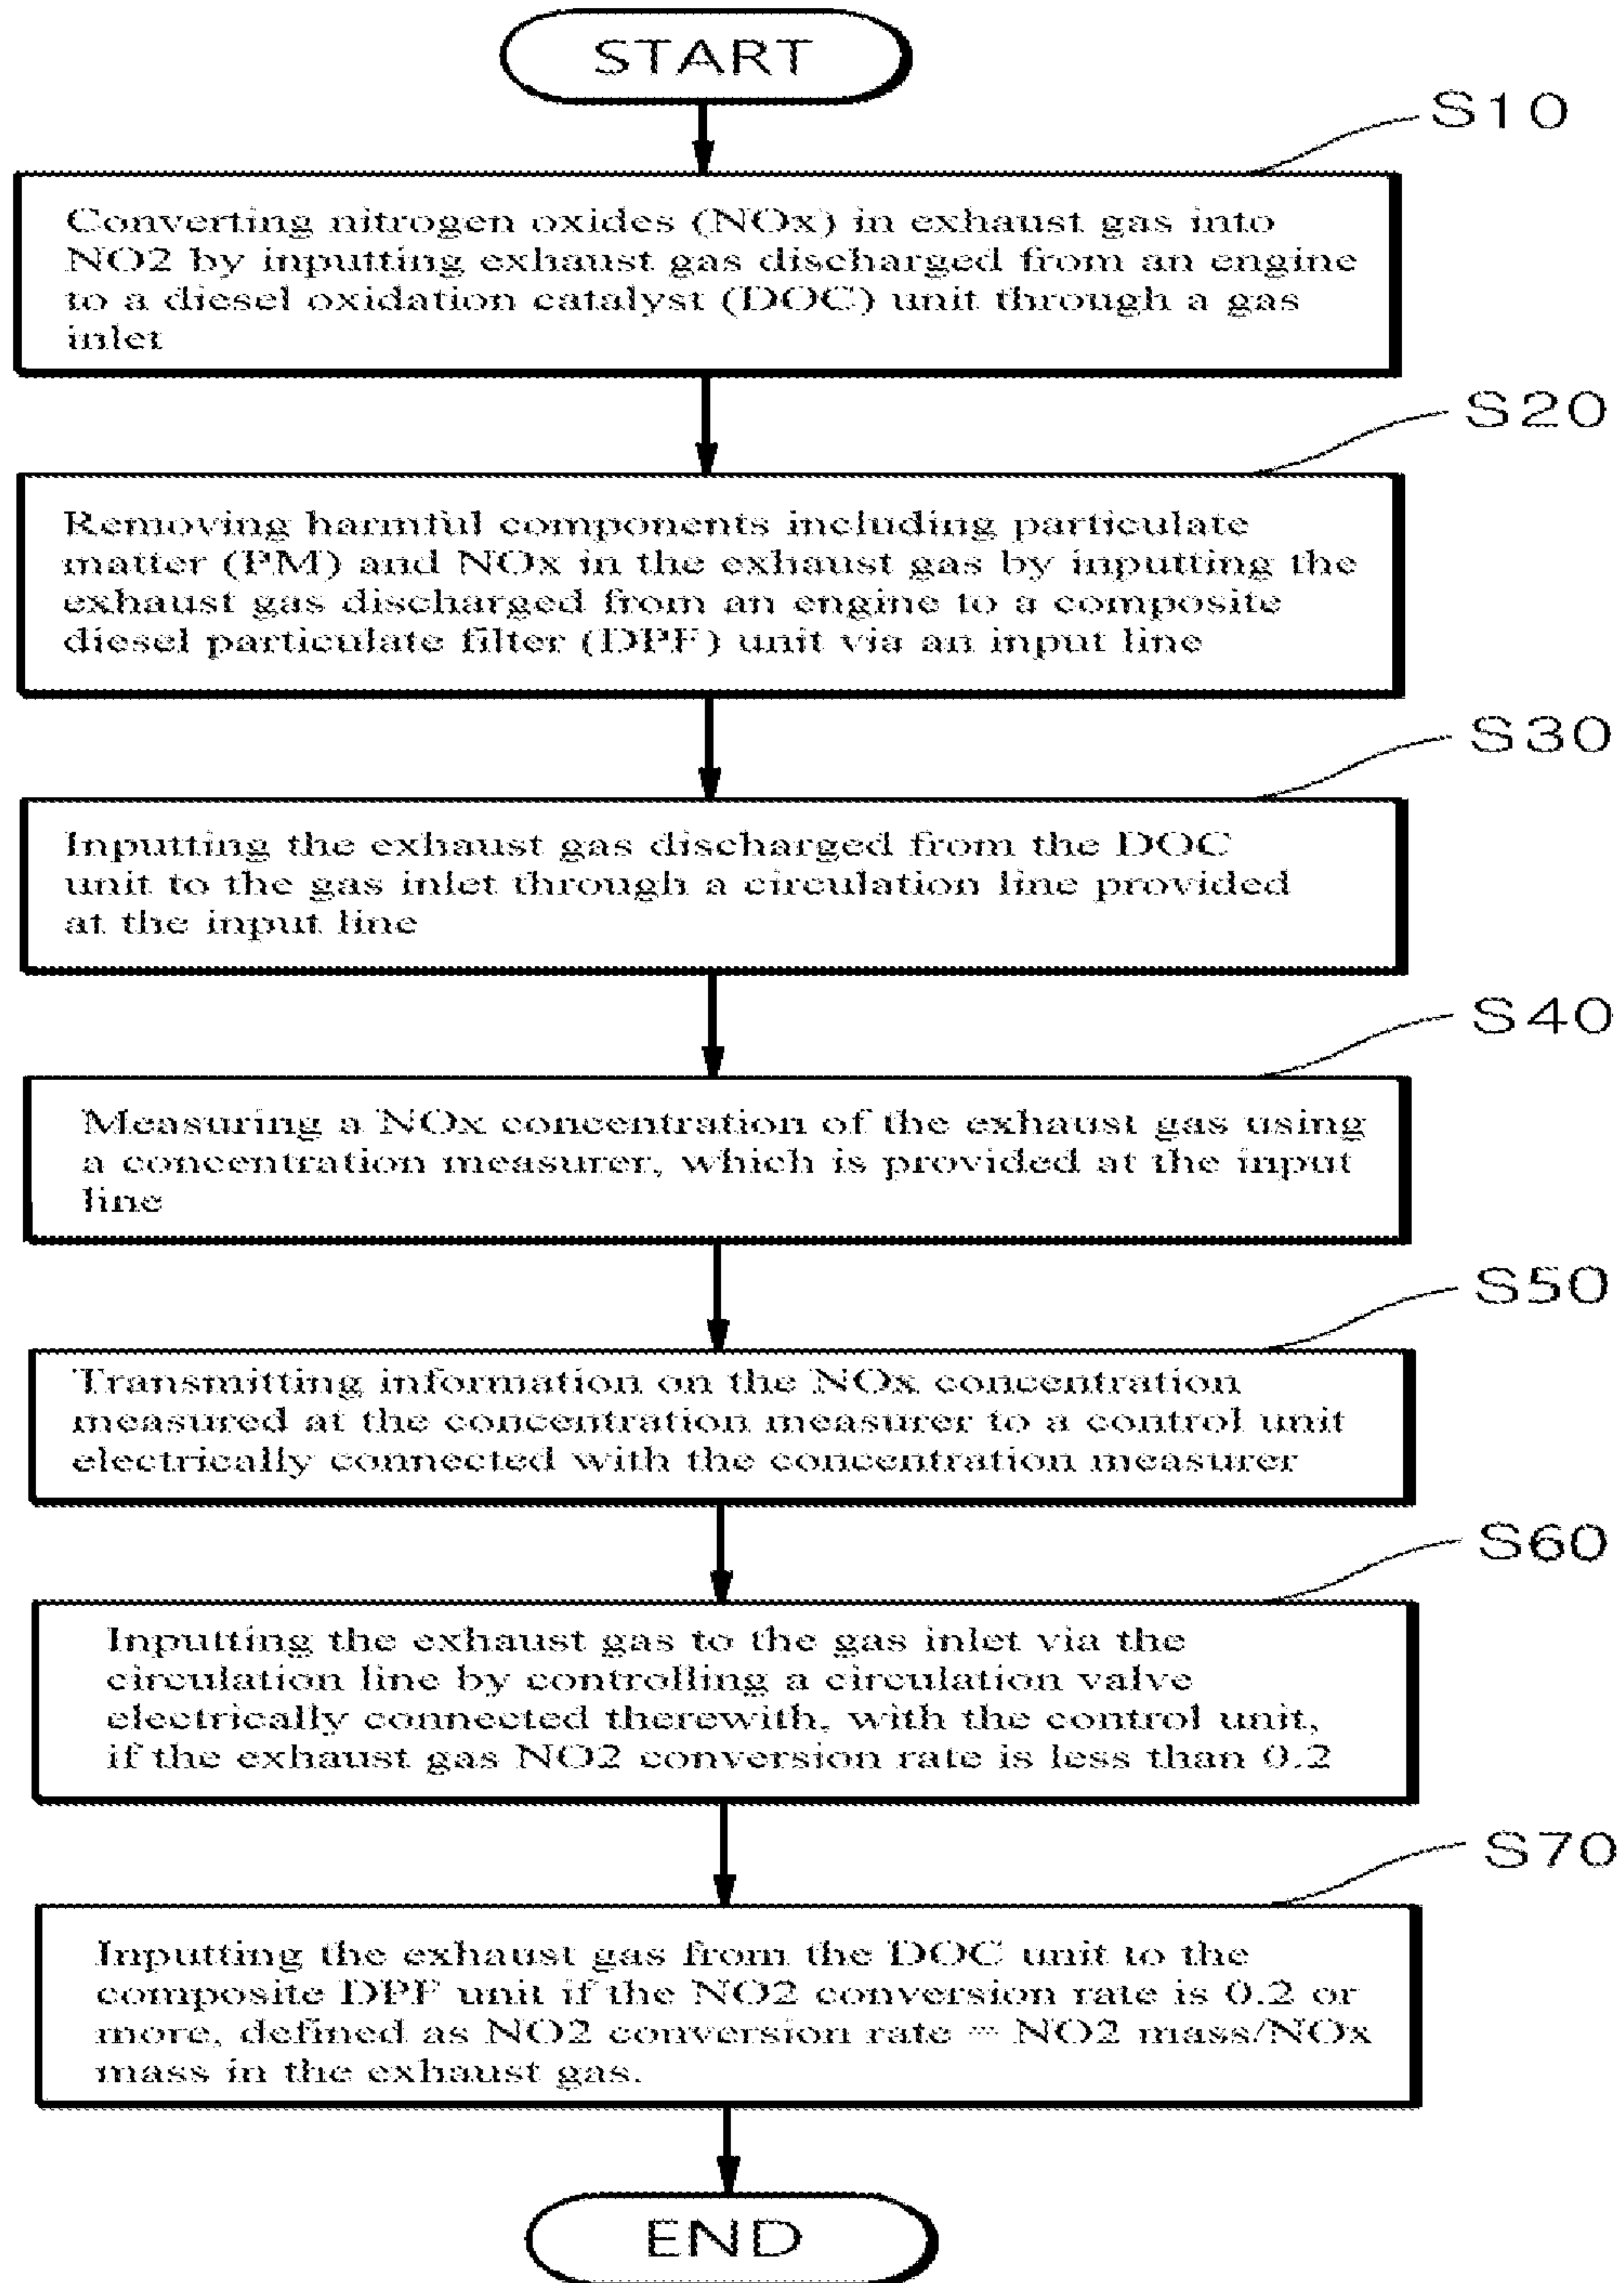 START
S10
Converting nitrogen oxides (NOx) in exhaust gas into
NO2 by inputting exhaust gas discharged from an engine
to a diesel oxidation catalyst (DOC) unit through a gas
inlet
S20
Removing harmful components including particulate
matter (PM) and NOx in the exhaust gas by inputting the
exhaust gas discharged from an engine to a composite
diesel particulate filter (DPF) unit via an input line
S30
Inputting the exhaust gas discharged from the DOC
unit to the gas inlet through a circulation line provided
at the input line
S40
Measuring a NOx concentration of the exhaust gas using
a concentration measurer, which is provided at the input
line
S50
Transmitting information on the NOx concentration
measured at the concentration measurer to a control unit
electrically connected with the concentration measurer
S60
Inputting the exhaust gas to the gas inlet via the
circulation line by controlling a circulation valve
electrically connected therewith, with the control unit,
if the exhaust gas NO2 conversion rate is less than 0.2
S70
Inputting the exhaust gas from the DOC unit to the
composite DPF unit if the NO2 conversion rate is 0.2 or
more, defined as NO2 conversion rate = NO2 mass/NOx
mass in the exhaust gas.
END